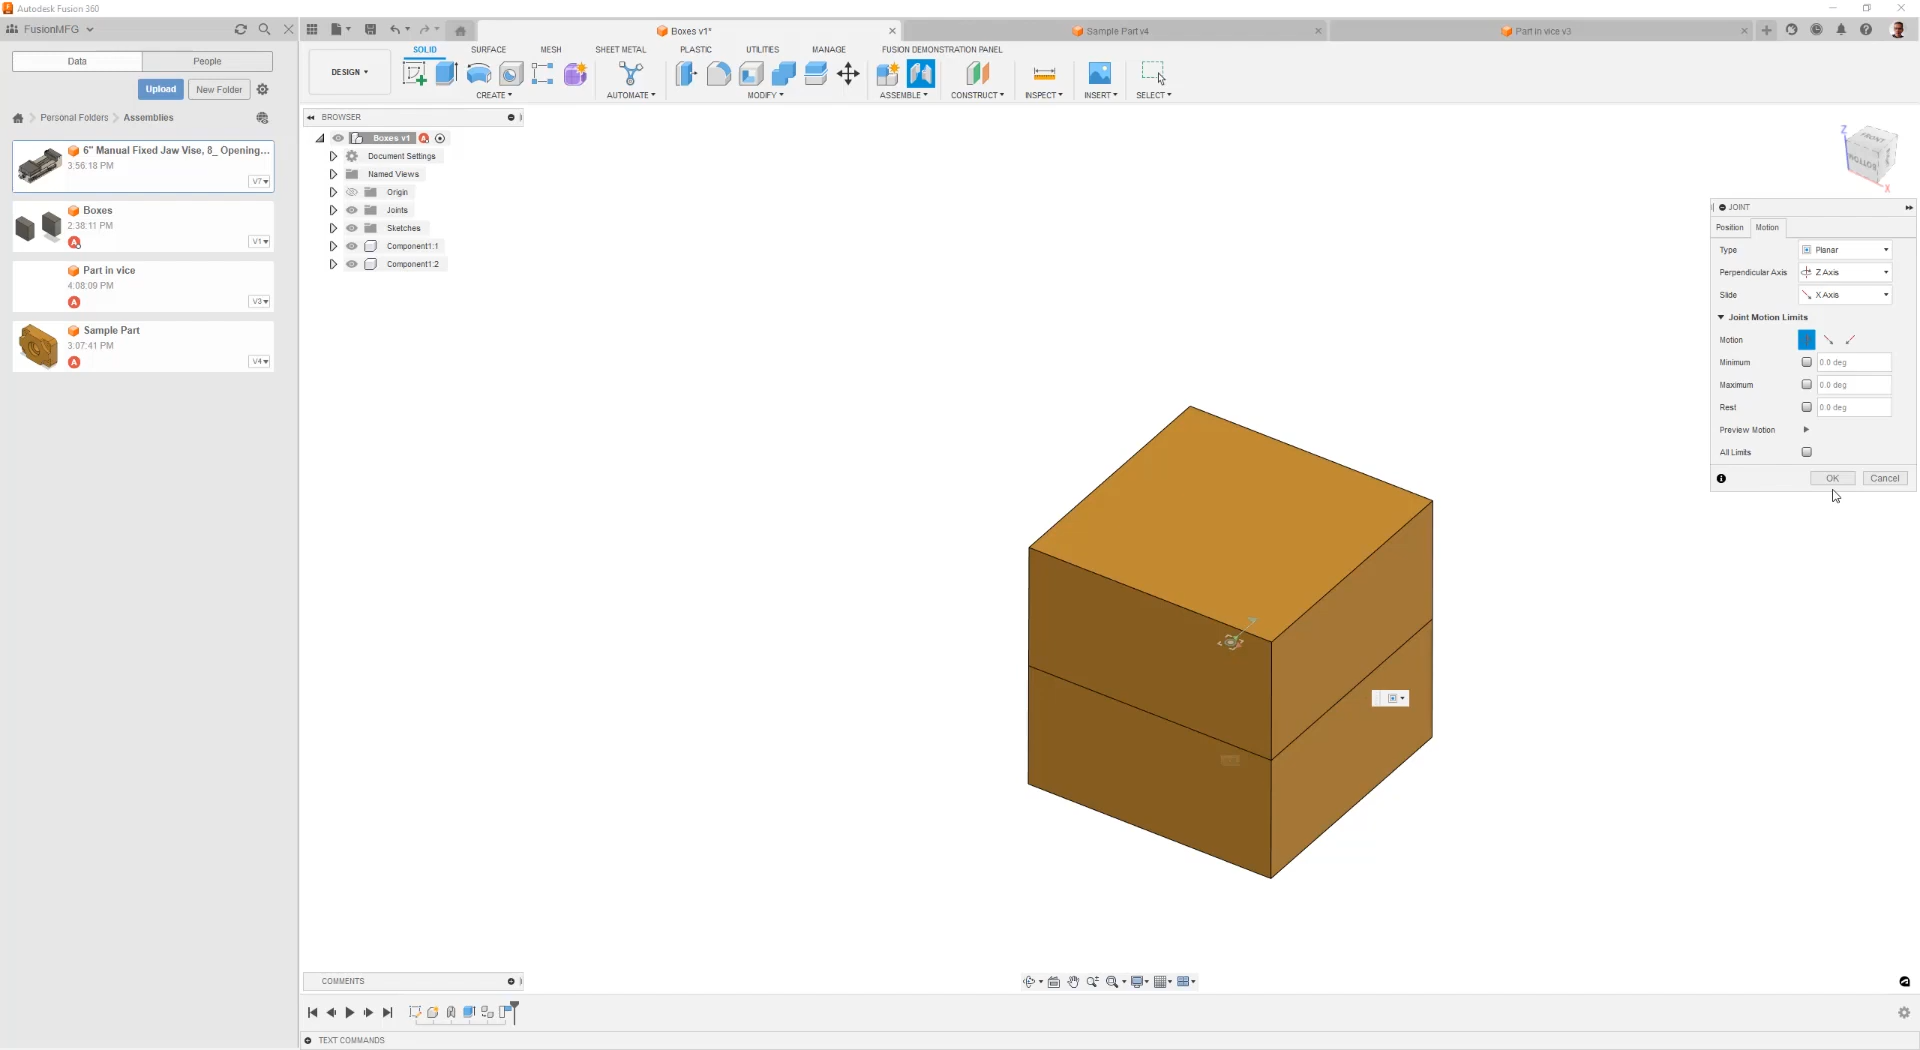 Autodesk Fusion 360
FusionMFG
Data
People
Upload
New Folder
Personal Folders
Assemblies
6" Manual Fixed Jaw Vise, 8_ Opening...
3:56:18 PM
V7
Boxes
2:38:11 PM
V1
Part in vice
4:08:09 PM
V3
Sample Part
3:07:41 PM
V4
Boxes v1*
Sample Part v4
Part in vice v3
SOLID
SURFACE
MESH
SHEET METAL
PLASTIC
UTILITIES
MANAGE
FUSION DEMONSTRATION PANEL
DESIGN
CREATE
AUTOMATE
MODIFY
ASSEMBLE
CONSTRUCT
INSPECT
INSERT
SELECT
BROWSER
Boxes v1
Document Settings
Named Views
Origin
Joints
Sketches
Component1:1
Component1:2
Z
FRONT
BOTTOM
X
JOINT
Position
Motion
Type
Planar
Perpendicular Axis
Z Axis
Slide
X Axis
Joint Motion Limits
Motion
Minimum
0.0 deg
Maximum
0.0 deg
Rest
0.0 deg
Preview Motion
All Limits
OK
Cancel
COMMENTS
TEXT COMMANDS